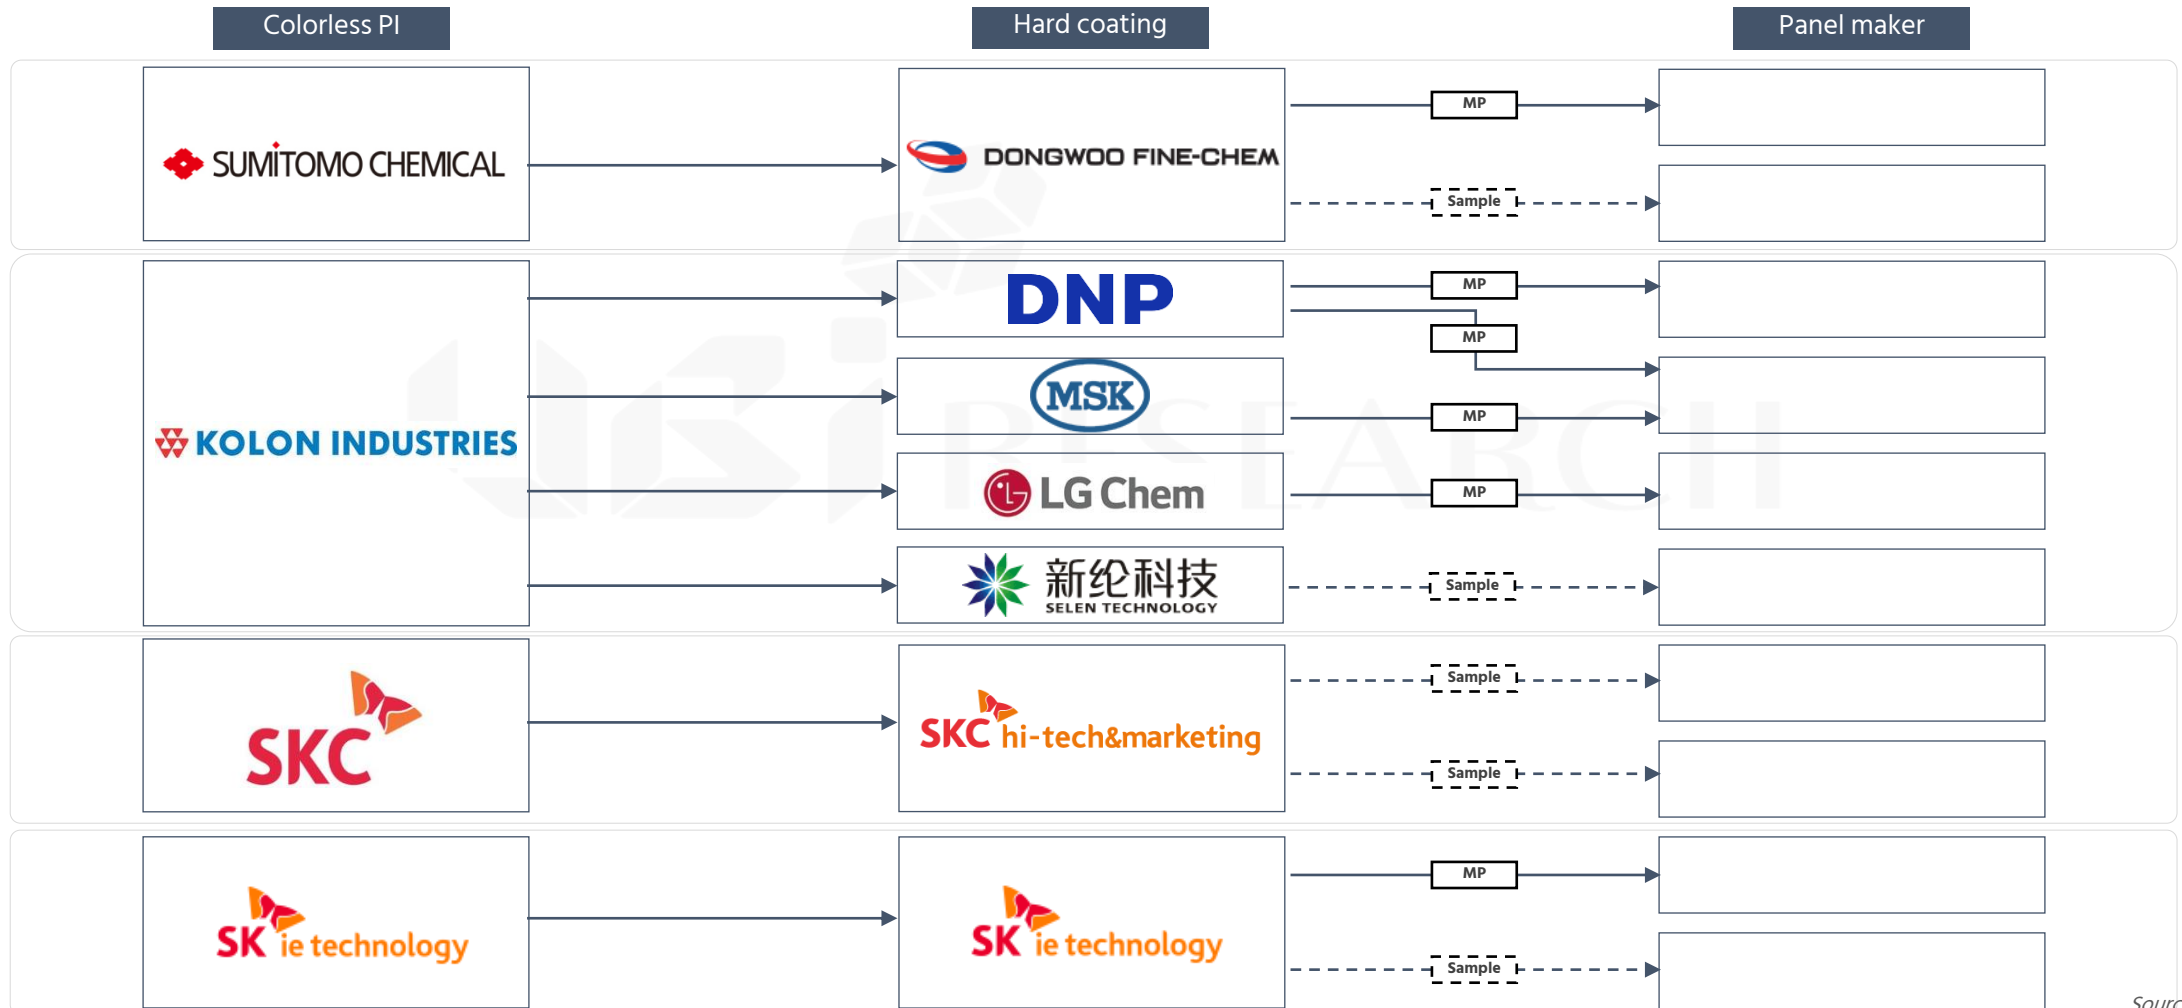 Colorless PI
Hard coating
Panel maker
SUMITOMO CHEMICAL
DONGWOO FINE-CHEM
MP
Sample
KOLON INDUSTRIES
DNP
MP
MP
MSK
MP
LG Chem
MP
新纶科技
SELEN TECHNOLOGY
Sample
SKC
SKC hi-tech&marketing
Sample
Sample
SK ie technology
SK ie technology
MP
Sample
UBi RESEARCH